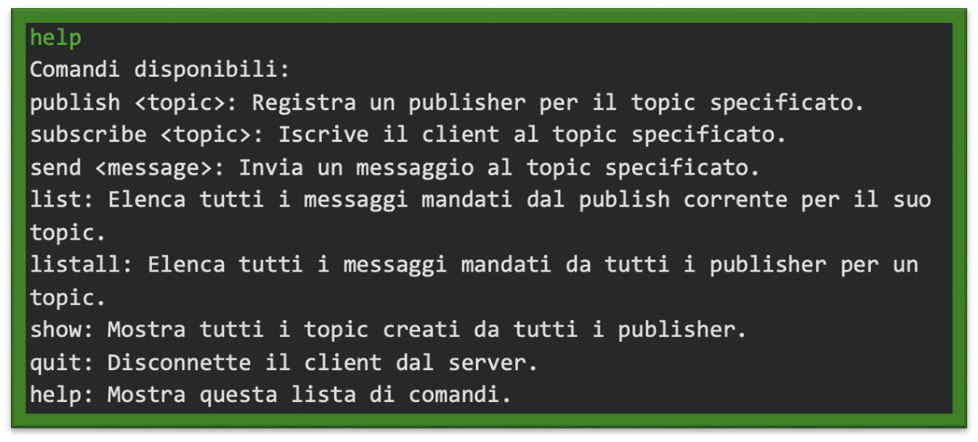 help
Comandi disponibili:
publish <topic>: Registra un publisher per il topic specificato.
subscribe <topic>: Iscrive il client al topic specificato.
send <message>: Invia un messaggio al topic specificato.
list: Elenca tutti i messaggi mandati dal publish corrente per il suo
topic.
listall: Elenca tutti i messaggi mandati da tutti i publisher per un
topic.
show: Mostra tutti i topic creati da tutti i publisher.
quit: Disconnette il client dal server.
help: Mostra questa lista di comandi.